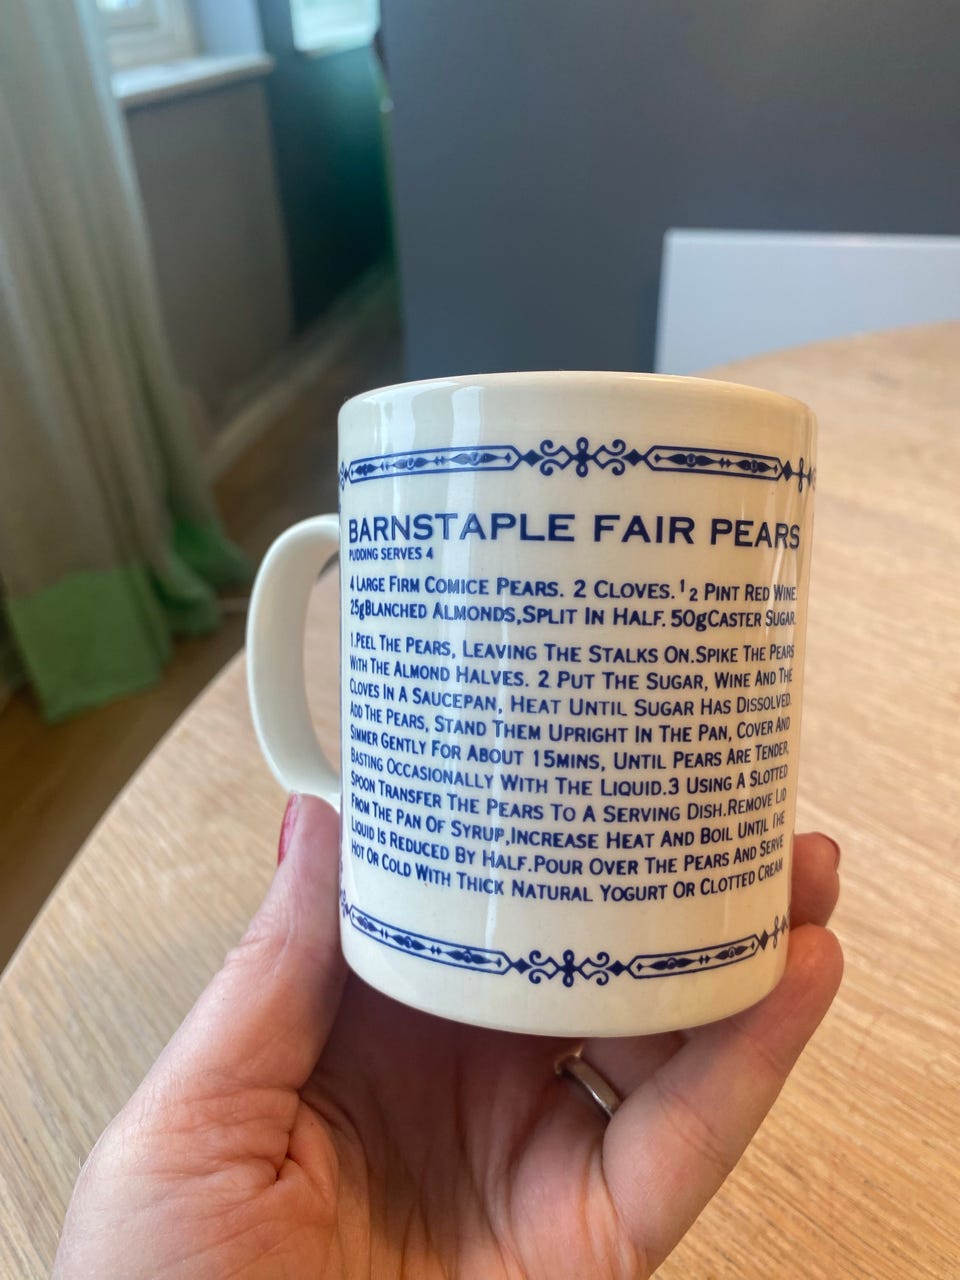 BARNSTAPLE FAIR PEARS
PUDDING SERVES 4
4 LARGE FIRM COMICE PEARS. 2 CLOVES. 1 2 PINT RED WINE
25gBLANCHED ALMONDS,SPLIT IN HALF. 50gCASTER SUGAR.
1.PEEL THE PEARS, LEAVING THE STALKS ON.SPIKE THE PEARS
WITH THE ALMOND HALVES. 2 PUT THE SUGAR, WINE AND THE
CLOVES IN A SAUCEPAN, HEAT UNTIL SUGAR HAS DISSOLVED.
ADD THE PEARS, STAND THEM UPRIGHT IN THE PAN, COVER AND
SIMMER GENTLY FOR ABOUT 15MINS, UNTIL PEARS ARE TENDER,
BASTING OCCASIONALLY WITH THE LIQUID.3 USING A SLOTTED
SPOON TRANSFER THE PEARS TO A SERVING DISH.REMOVE LID
FROM THE PAN OF SYRUP,INCREASE HEAT AND BOIL UNTIL THE
LIQUID IS REDUCED BY HALF.POUR OVER THE PEARS AND SERVE
HOT OR COLD WITH THICK NATURAL YOGURT OR CLOTTED CREAM